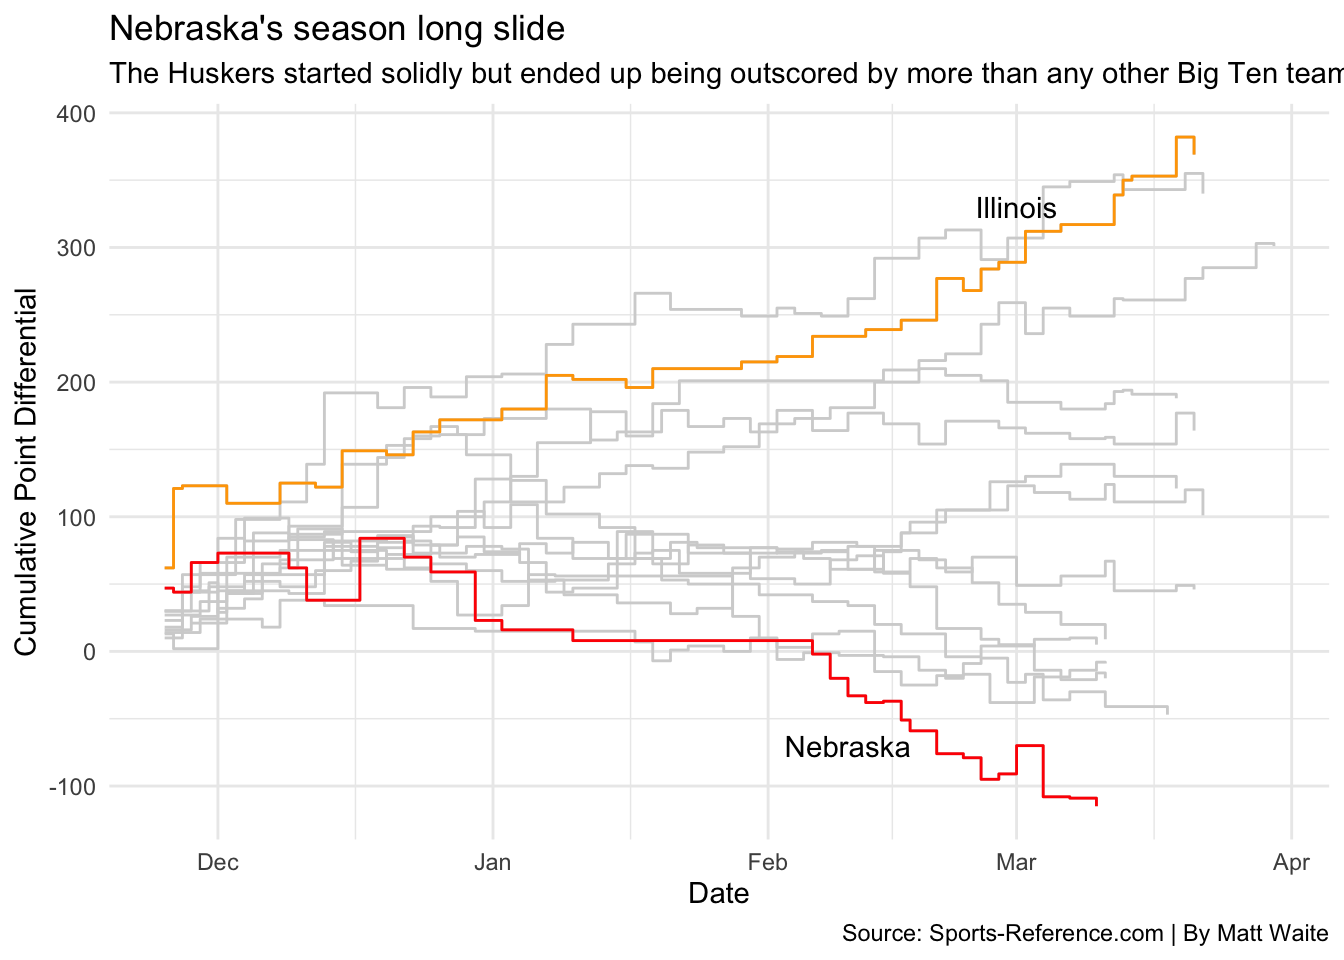 Nebraska's season long slide
The Huskers started solidly but ended up being outscored by more than any other Big Ten team
400
300
200
100
0
-100
Cumulative Point Differential
Illinois
Nebraska
Dec
Jan
Feb
Mar
Apr
Date
Source: Sports-Reference.com | By Matt Waite